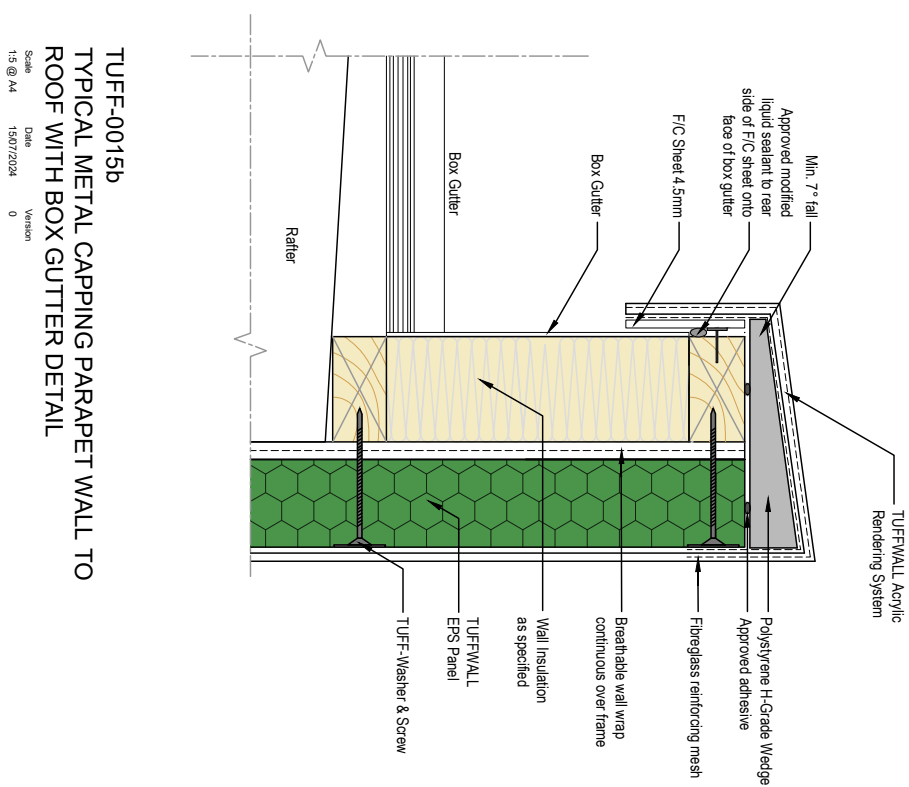 TUFFWALL Acrylic
Rendering System
Min. 7° fall
Approved modified
liquid sealant to rear
side of F/C sheet onto
face of box gutter
F/C Sheet 4.5mm
Box Gutter
Box Gutter
Rafter
Polystyrene H-Grade Wedge
Approved adhesive
Fibreglass reinforcing mesh
Breathable wall wrap
continuous over frame
Wall Insulation
as specified
TUFFWALL
EPS Panel
TUFF-Washer & Screw
TUFF-0015b
TYPICAL METAL CAPPING PARAPET WALL TO
ROOF WITH BOX GUTTER DETAIL
Scale Date Version
1:5 @ A4 15/07/2024 0